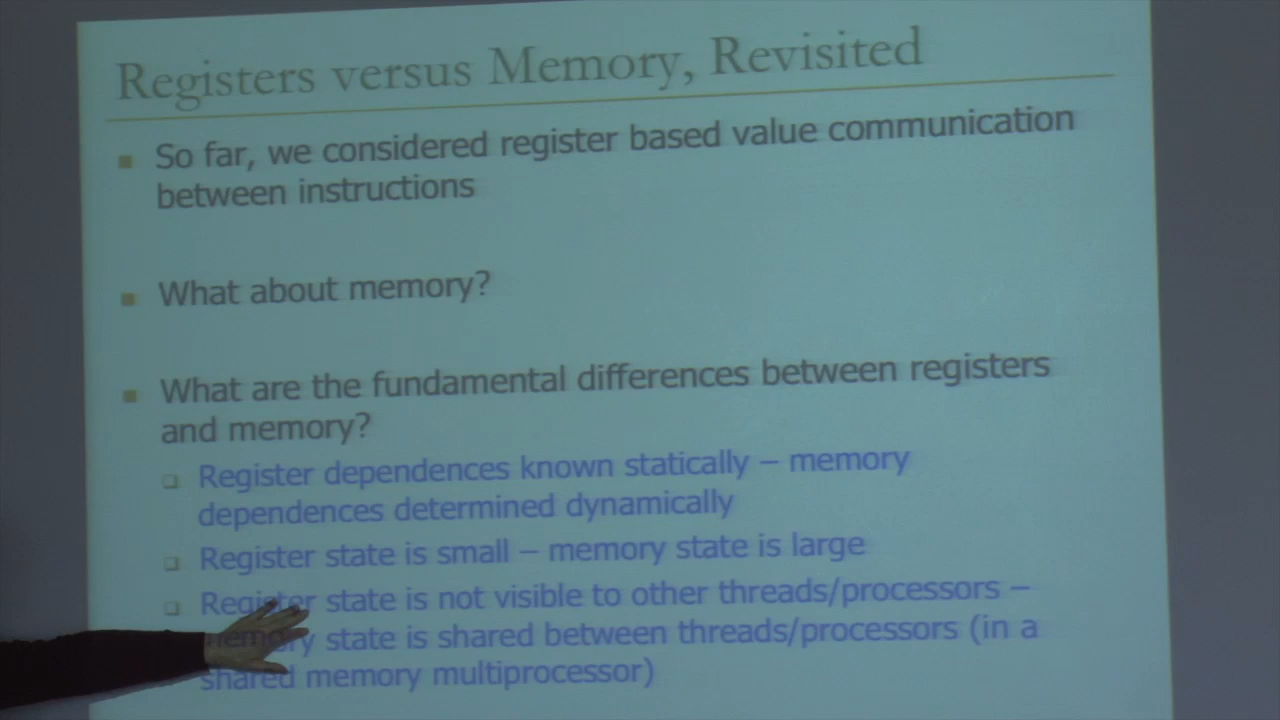 Registers versus Memory, Revisited
So far, we considered register based value communication
between instructions
What about memory?
What are the fundamental differences between registers
and memory?
Register dependences known statically – memory
dependences determined dynamically
Register state is small – memory state is large
Register state is not visible to other threads/processors –
memory state is shared between threads/processors (in a
shared memory multiprocessor)